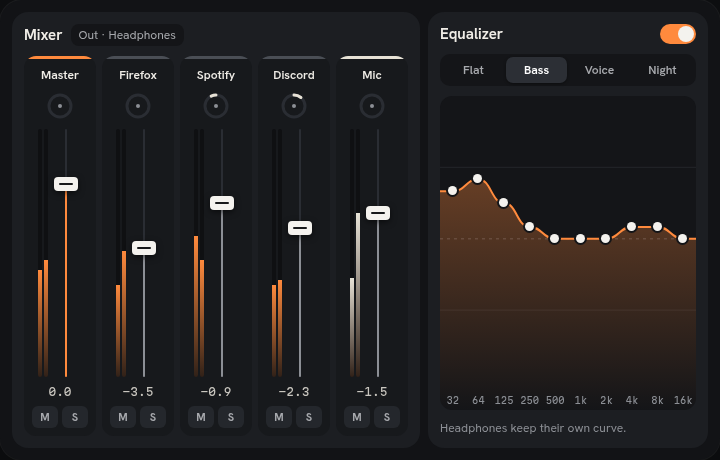 Mixer
Out · Headphones
Master
Firefox
Spotify
Discord
Mic
0.0
−3.5
−0.9
−2.3
−1.5
M S
M S
M S
M S
M S
Equalizer
Flat Bass Voice Night
32 64 125 250 500 1k 2k 4k 8k 16k
Headphones keep their own curve.